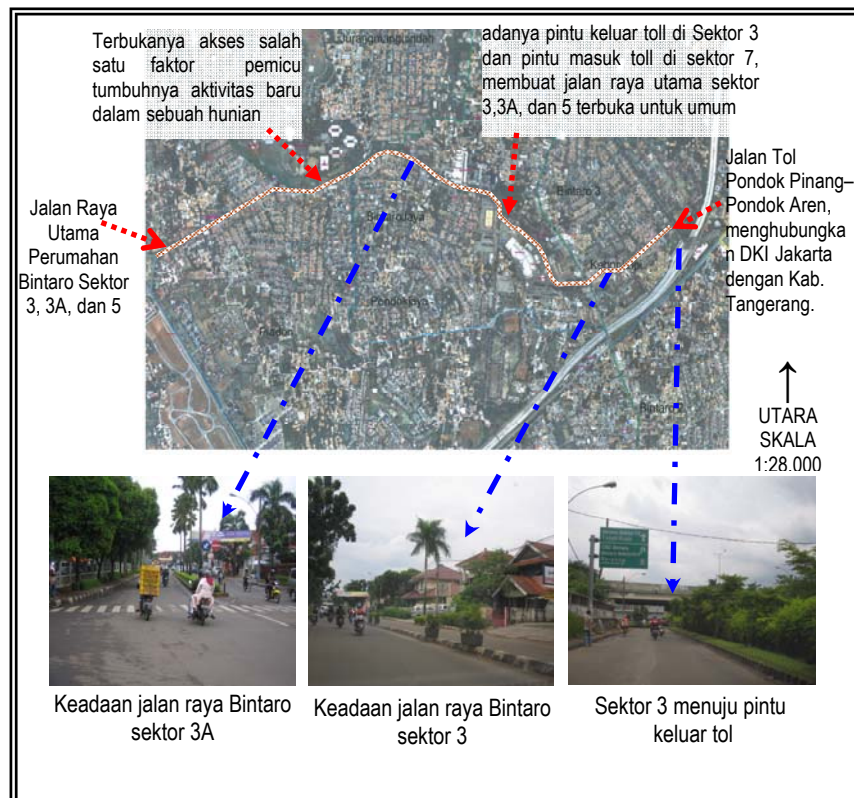 Terbukanya akses salah
satu faktor pemicu
tumbuhnya aktivitas baru
dalam sebuah hunian
adanya pintu keluar toll di Sektor 3
dan pintu masuk toll di sektor 7,
membuat jalan raya utama sektor
3,3A, dan 5 terbuka untuk umum
Jalan Tol
Pondok Pinang–
Pondok Aren,
menghubungka
n DKI Jakarta
dengan Kab.
Tangerang.
Jalan Raya
Utama
Perumahan
Bintaro Sektor
3, 3A, dan 5
Bintaro 3
Bintaro
UTARA
SKALA
1:28.000
Keadaan jalan raya Bintaro
sektor 3A
Keadaan jalan raya Bintaro
sektor 3
Sektor 3 menuju pintu
keluar tol